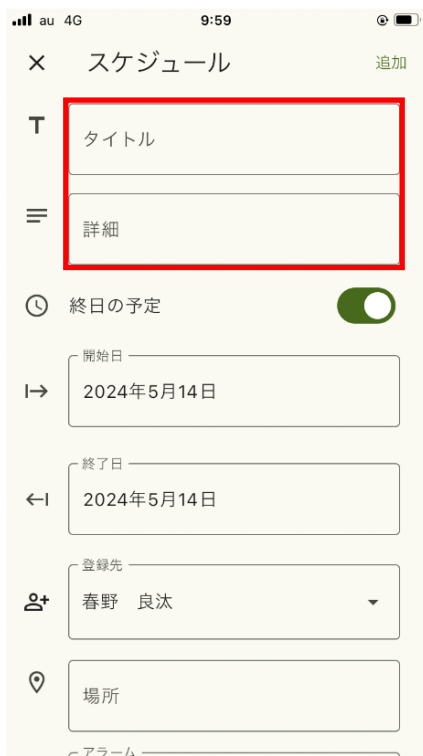 au 4G 9:59
スケジュール 追加
タイトル
詳細
終日の予定
開始日
2024年5月14日
終了日
2024年5月14日
登録先
春野 良汰
場所
アラーム